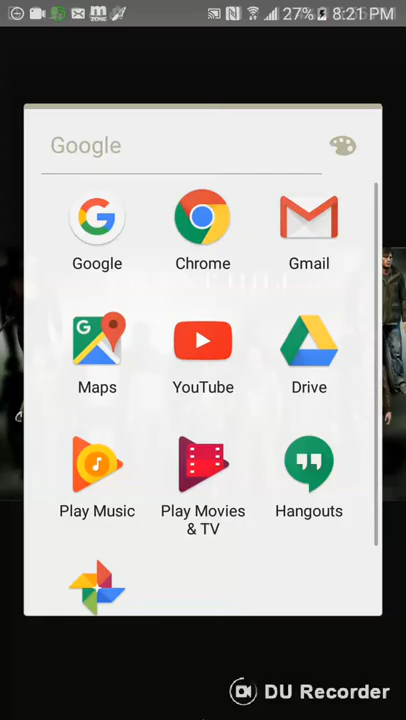 27% 8:21 PM
Google
Google Chrome Gmail
G
Maps YouTube Drive
Play Music Play Movies Hangouts
& TV
DU Recorder